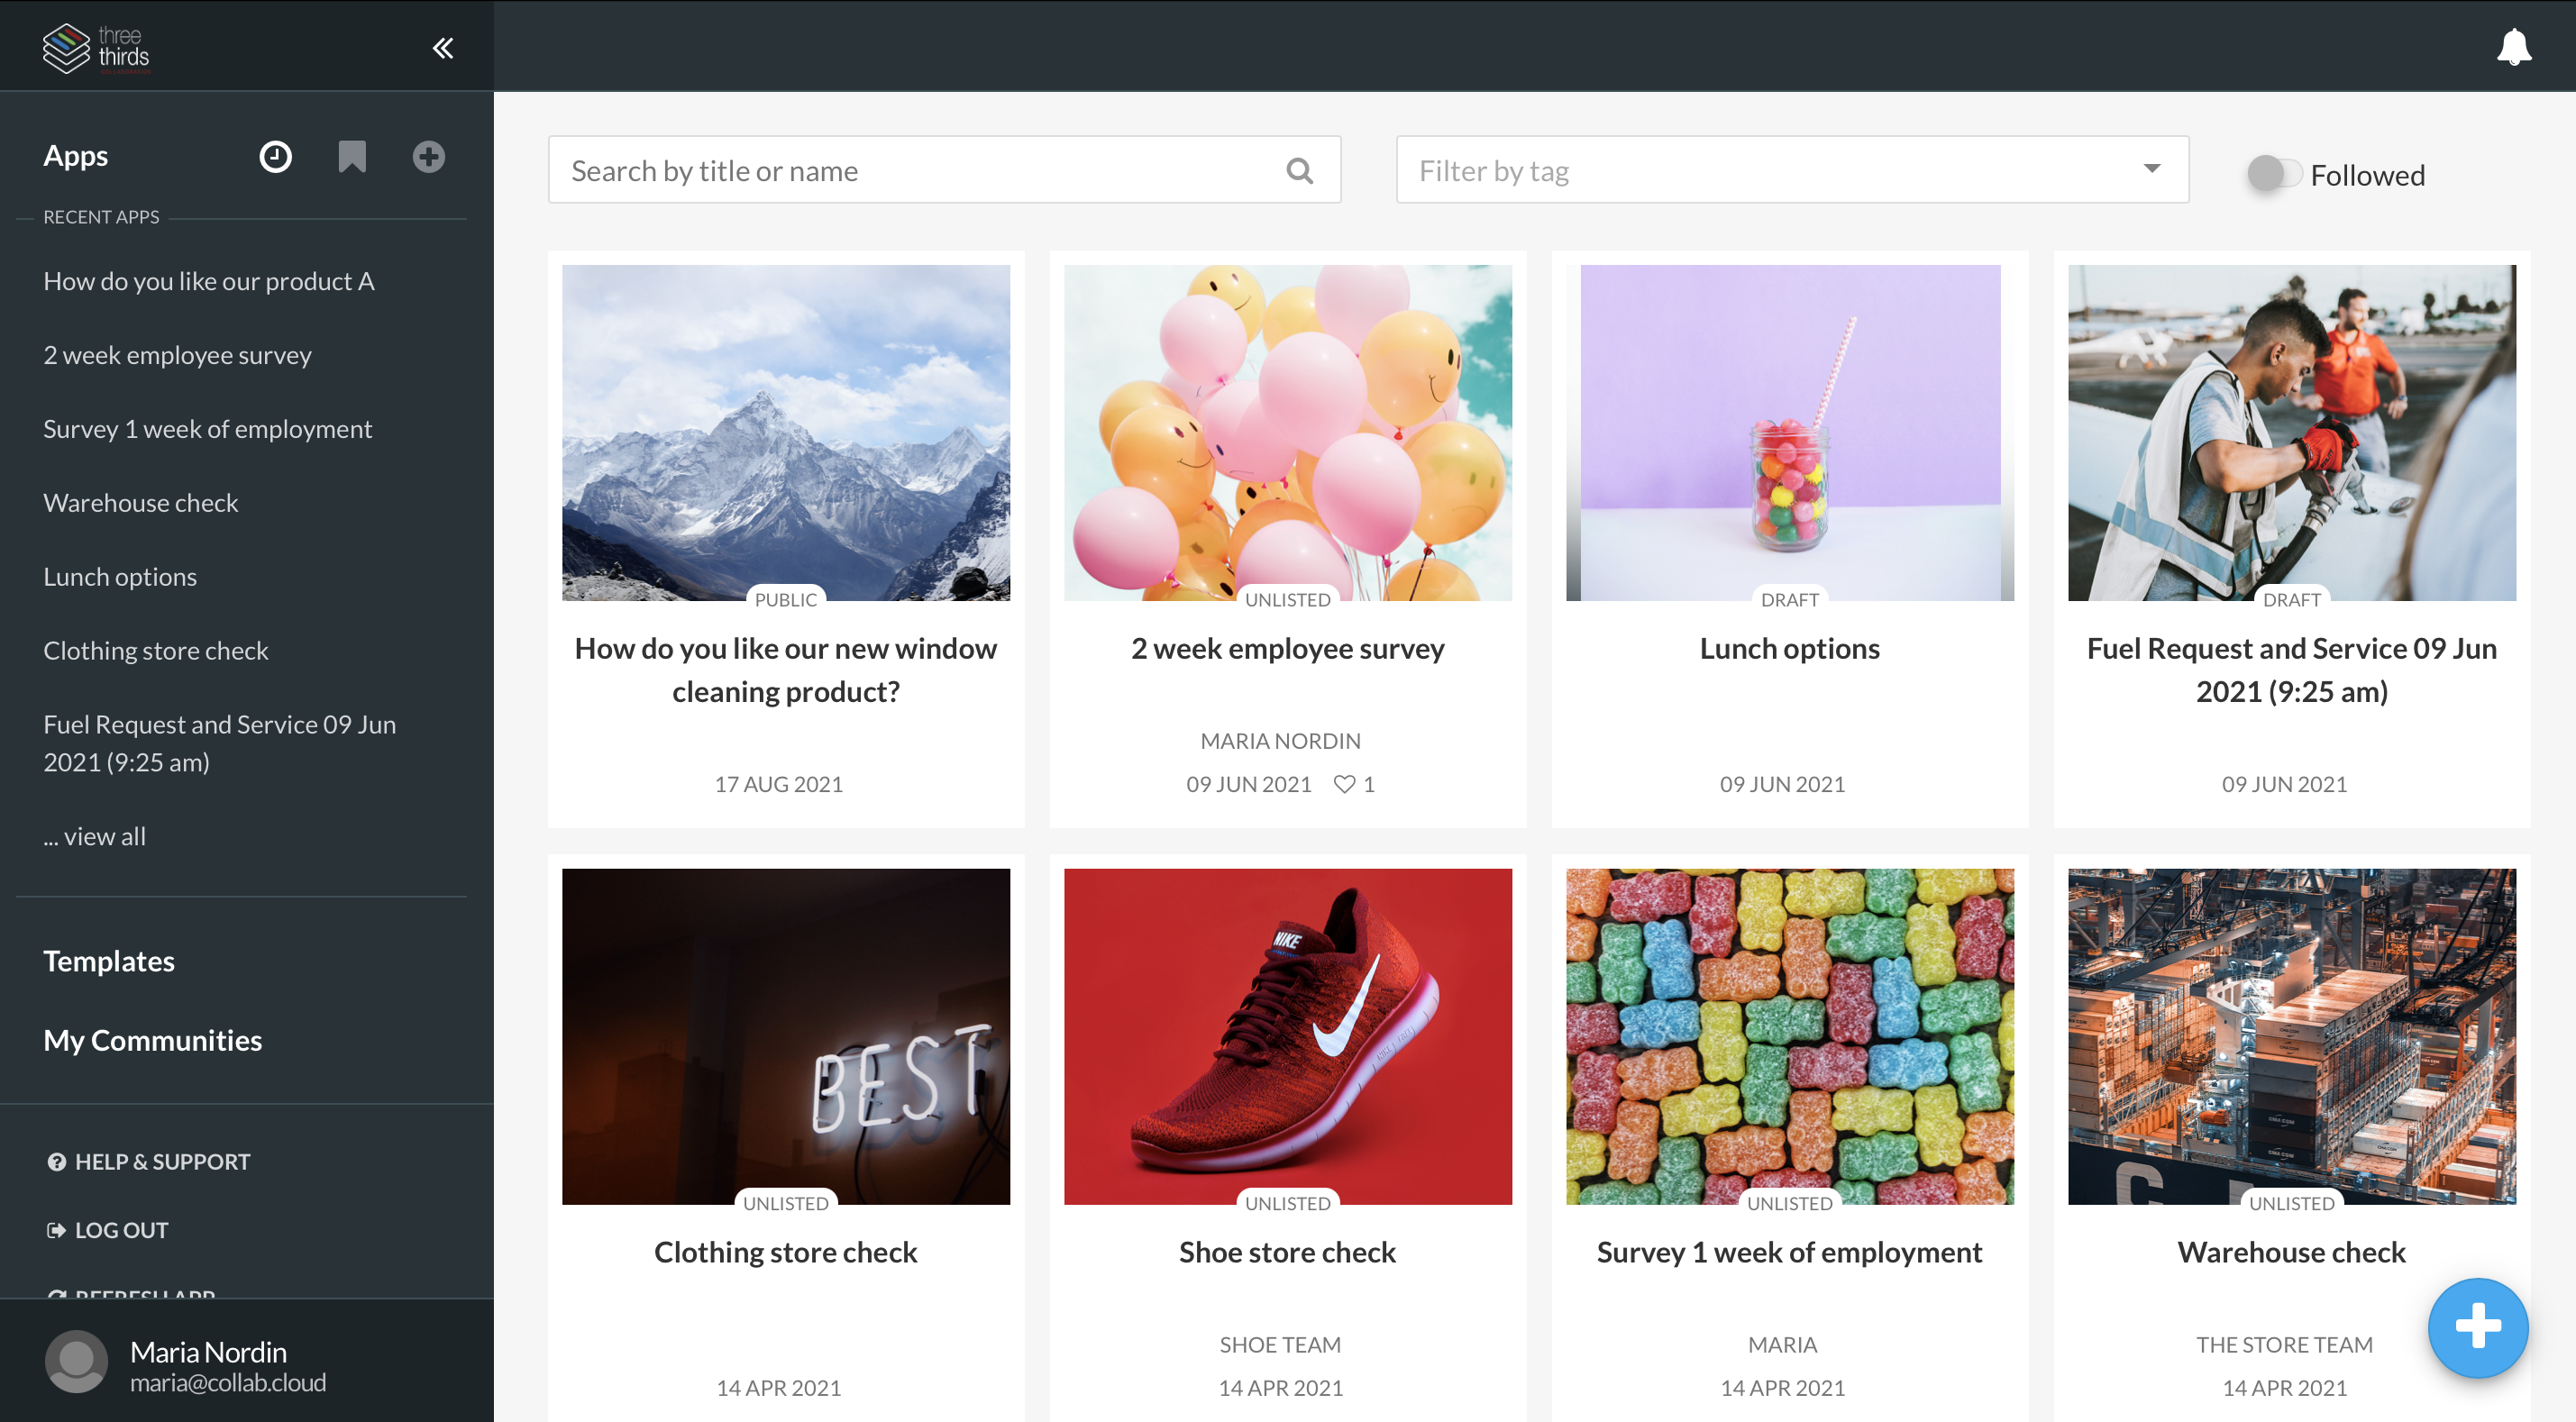 three
thirds
Apps
RECENT APPS
How do you like our product A
2 week employee survey
Survey 1 week of employment
Warehouse check
Lunch options
Clothing store check
Fuel Request and Service 09 Jun
2021 (9:25 am)
... view all
Templates
My Communities
HELP & SUPPORT
LOG OUT
REFRESH APP
Maria Nordin
maria@collab.cloud
Search by title or name
Filter by tag
Followed
PUBLIC
How do you like our new window
cleaning product?
17 AUG 2021
UNLISTED
2 week employee survey
MARIA NORDIN
09 JUN 2021 1
DRAFT
Lunch options
09 JUN 2021
DRAFT
Fuel Request and Service 09 Jun
2021 (9:25 am)
09 JUN 2021
BEST
UNLISTED
Clothing store check
14 APR 2021
NIKE
UNLISTED
Shoe store check
SHOE TEAM
14 APR 2021
UNLISTED
Survey 1 week of employment
MARIA
14 APR 2021
C
UNLISTED
Warehouse check
THE STORE TEAM
14 APR 2021